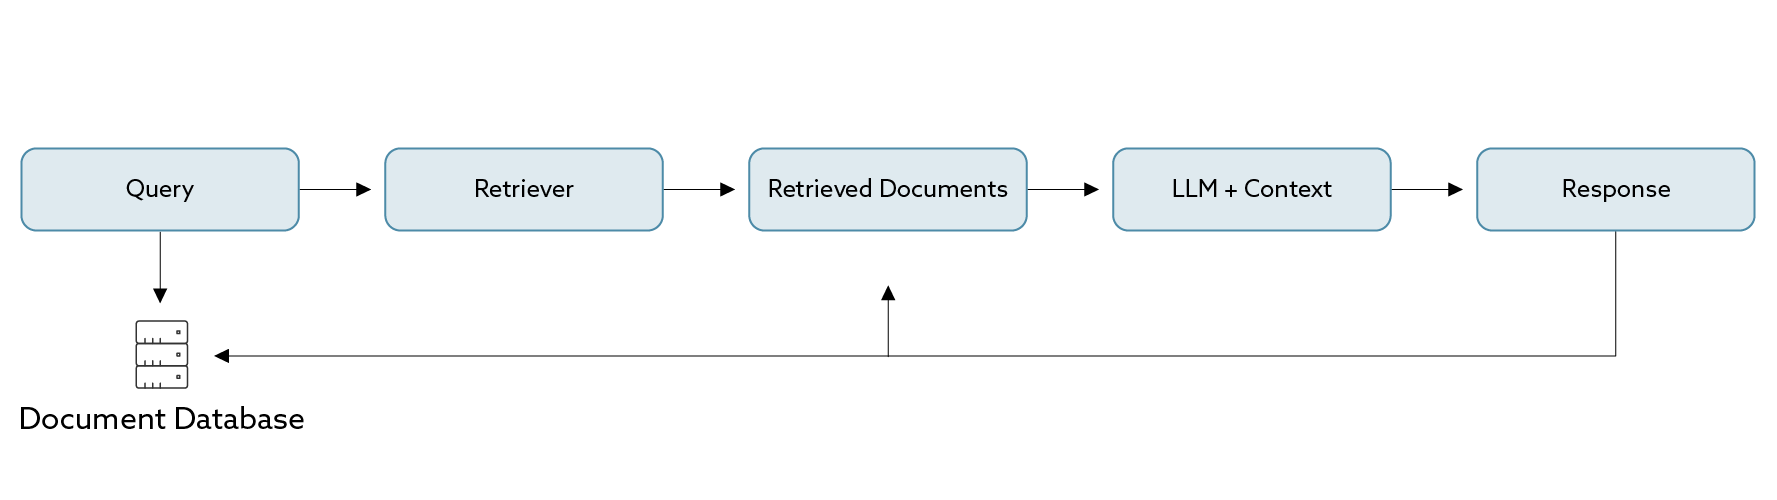 Query
Retriever
Retrieved Documents
LLM + Context
Response
Document Database